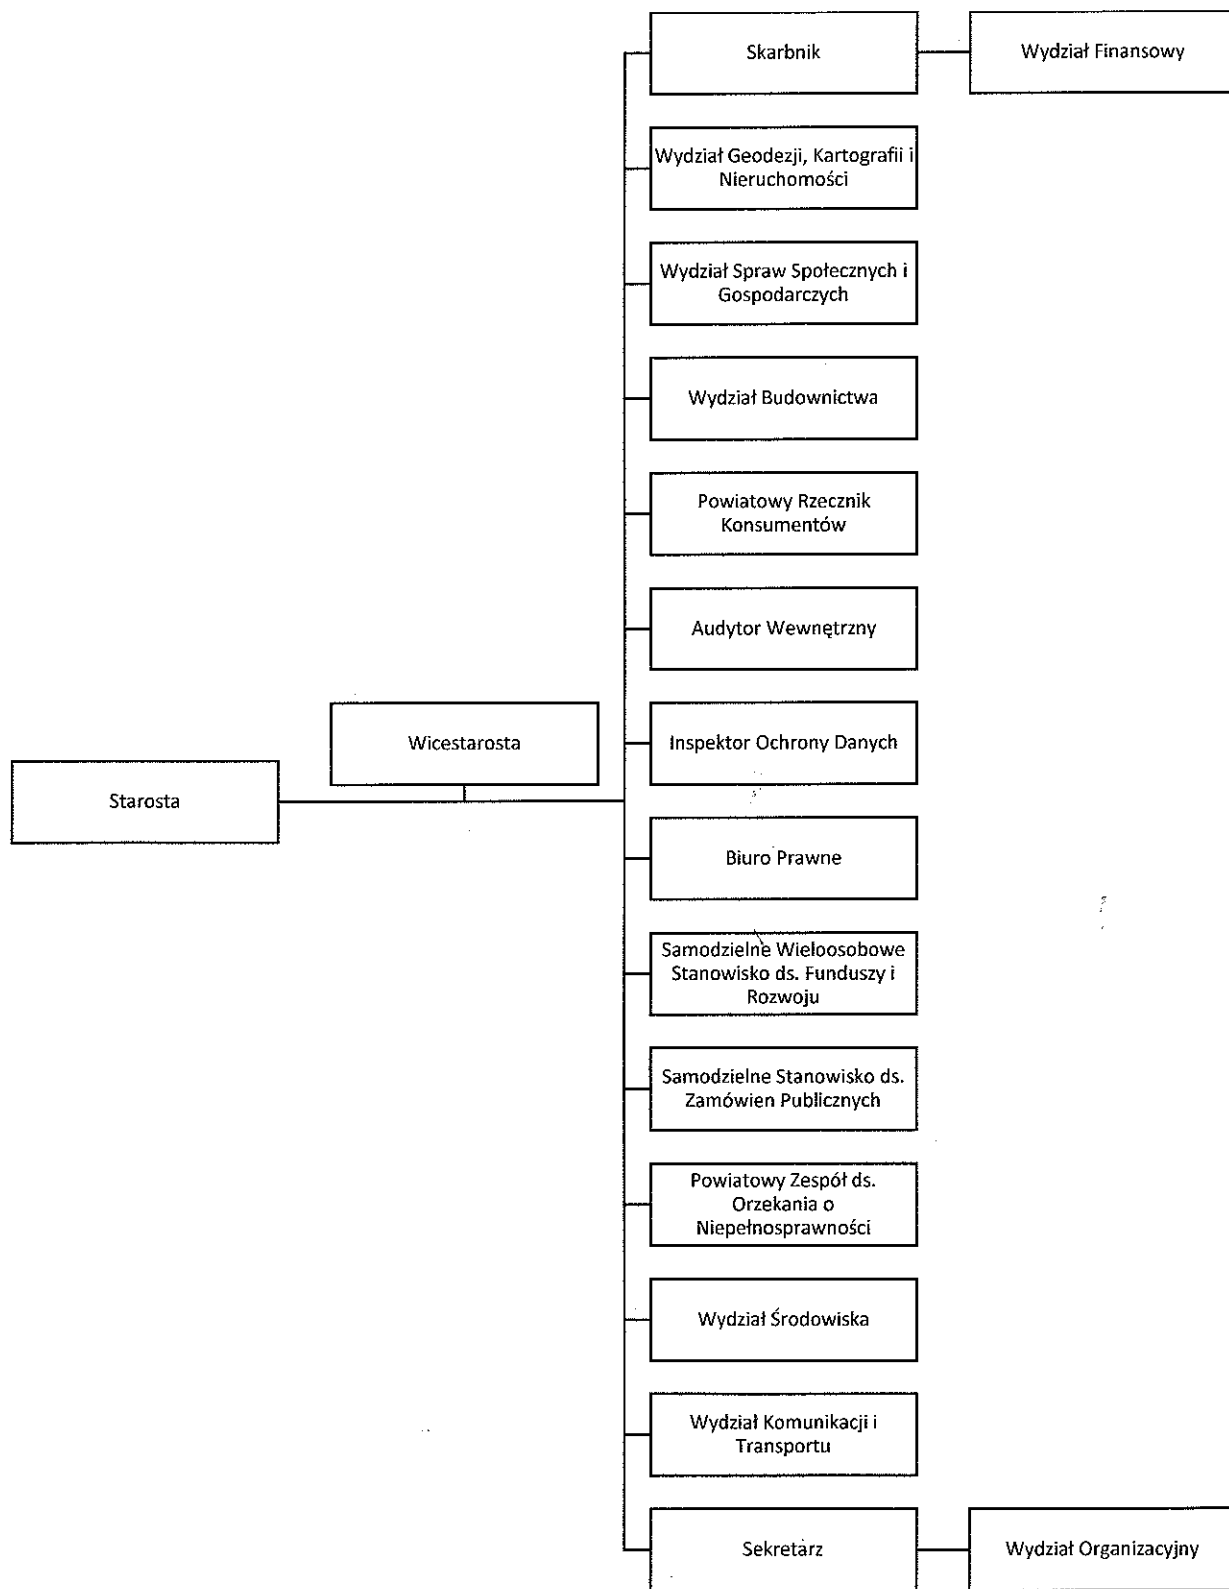 Skarbnik
Wydział Finansowy
Wydział Geodezji, Kartografii i
Nieruchomości
Wydział Spraw Społecznych i
Gospodarczych
Wydział Budownictwa
Powiatowy Rzecznik
Konsumentów
Audytor Wewnętrzny
Wicestarosta
Inspektor Ochrony Danych
Starosta
Biuro Prawne
Samodzielne Wieloosobowe
Stanowisko ds. Funduszy i
Rozwoju
Samodzielne Stanowisko ds.
Zamówien Publicznych
Powiatowy Zespół ds.
Orzekania o
Niepełnosprawności
Wydział Środowiska
Wydział Komunikacji i
Transportu
Sekretarz
Wydział Organizacyjny